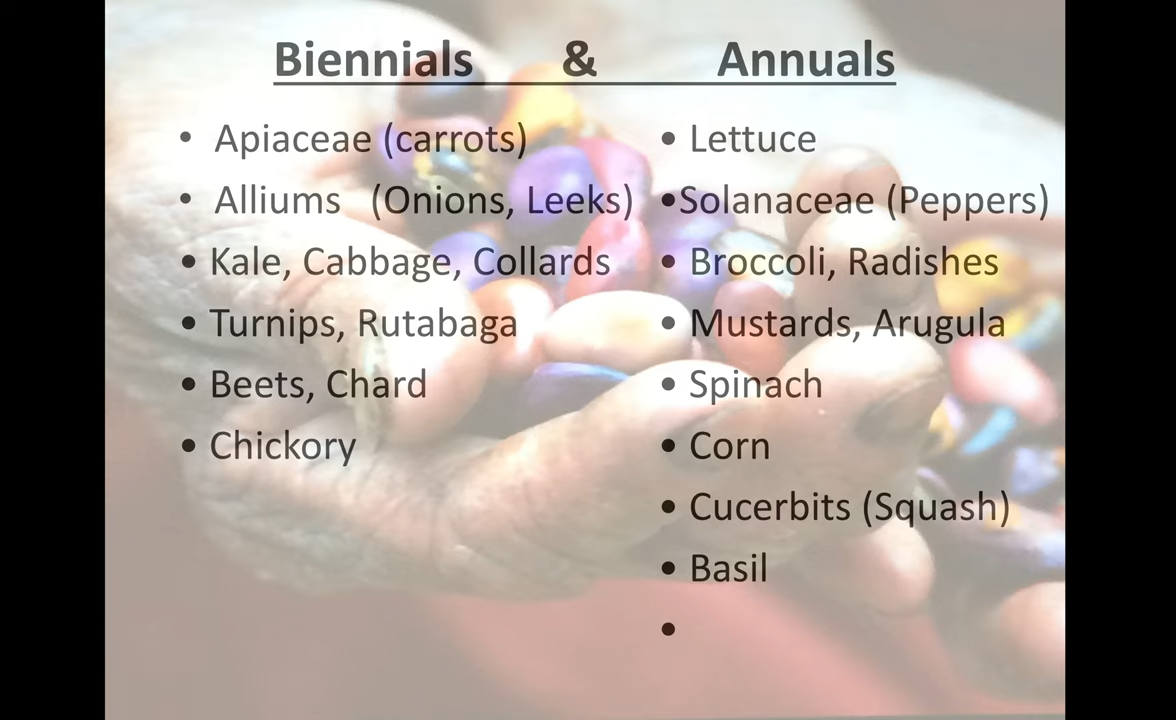 Biennials & Annuals
• Apiaceae (carrots)
• Alliums (Onions, Leeks)
• Kale, Cabbage, Collards
• Turnips, Rutabaga
• Beets, Chard
• Chickory
• Lettuce
•Solanaceae (Peppers)
• Broccoli, Radishes
• Mustards, Arugula
• Spinach
• Corn
• Cucerbits (Squash)
• Basil
•